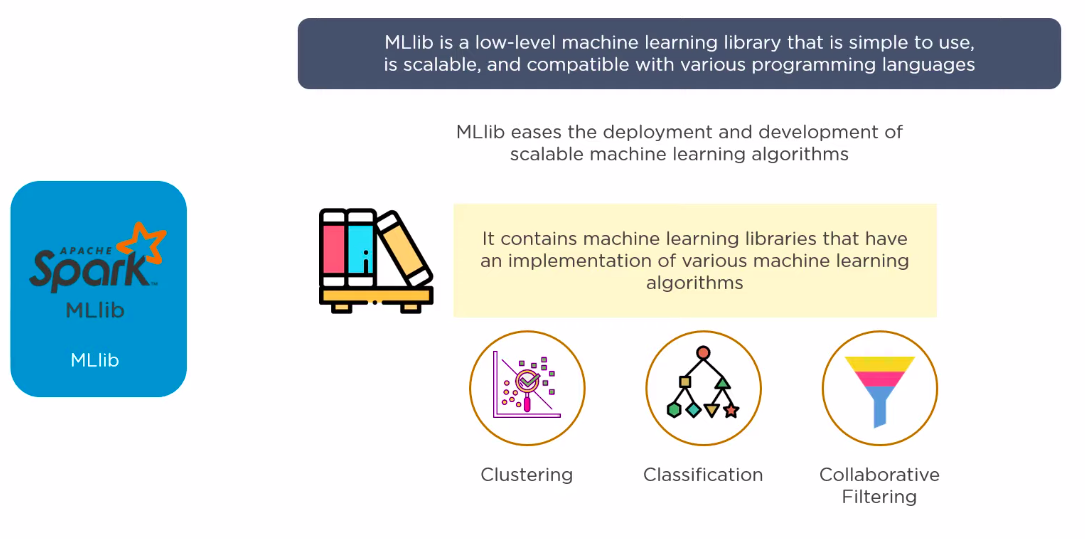 MLlib is a low-level machine learning library that is simple to use,
is scalable, and compatible with various programming languages
MLlib eases the deployment and development of
scalable machine learning algorithms
APACHE
Spark™
MLlib
MLlib
It contains machine learning libraries that have
an implementation of various machine learning
algorithms
Clustering
Classification
Collaborative
Filtering